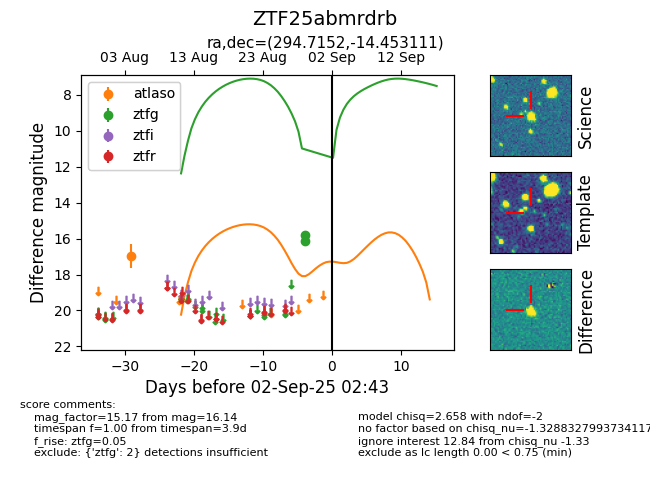 ZTF25abmrdrb
ra,dec=(294.7152,-14.453111)
03 Aug 13 Aug 23 Aug 02 Sep 12 Sep
atlaso
ztfg
ztfi
ztfr
8
10
12
14
16
18
20
22
Difference magnitude
−30 −20 −10 0 10
Days before 02-Sep-25 02:43
Science
Template
Difference
score comments:
mag_factor=15.17 from mag=16.14
timespan f=1.00 from timespan=3.9d
f_rise: ztfg=0.05
exclude: {'ztfg': 2} detections insufficient
model chisq=2.658 with ndof=-2
no factor based on chisq_nu=-1.3288327993734117
ignore interest 12.84 from chisq_nu -1.33
exclude as lc length 0.00 < 0.75 (min)